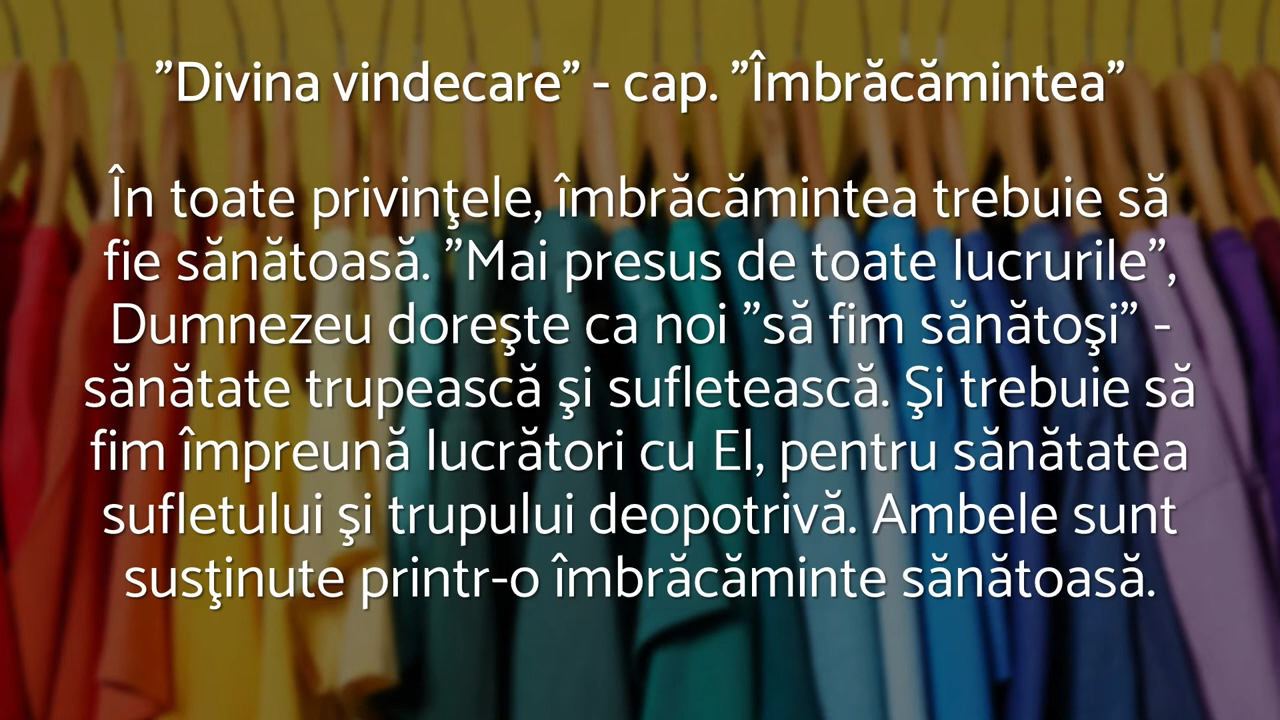 ”Divina vindecare” - cap. ”Îmbrăcămintea”
În toate privinţele, îmbrăcămintea trebuie să
fie sănătoasă. ”Mai presus de toate lucrurile”,
Dumnezeu doreşte ca noi ”să fim sănătoşi” -
sănătate trupească şi sufletească. Şi trebuie să
fim împreună lucrători cu El, pentru sănătatea
sufletului şi trupului deopotrivă. Ambele sunt
susţinute printr-o îmbrăcăminte sănătoasă.